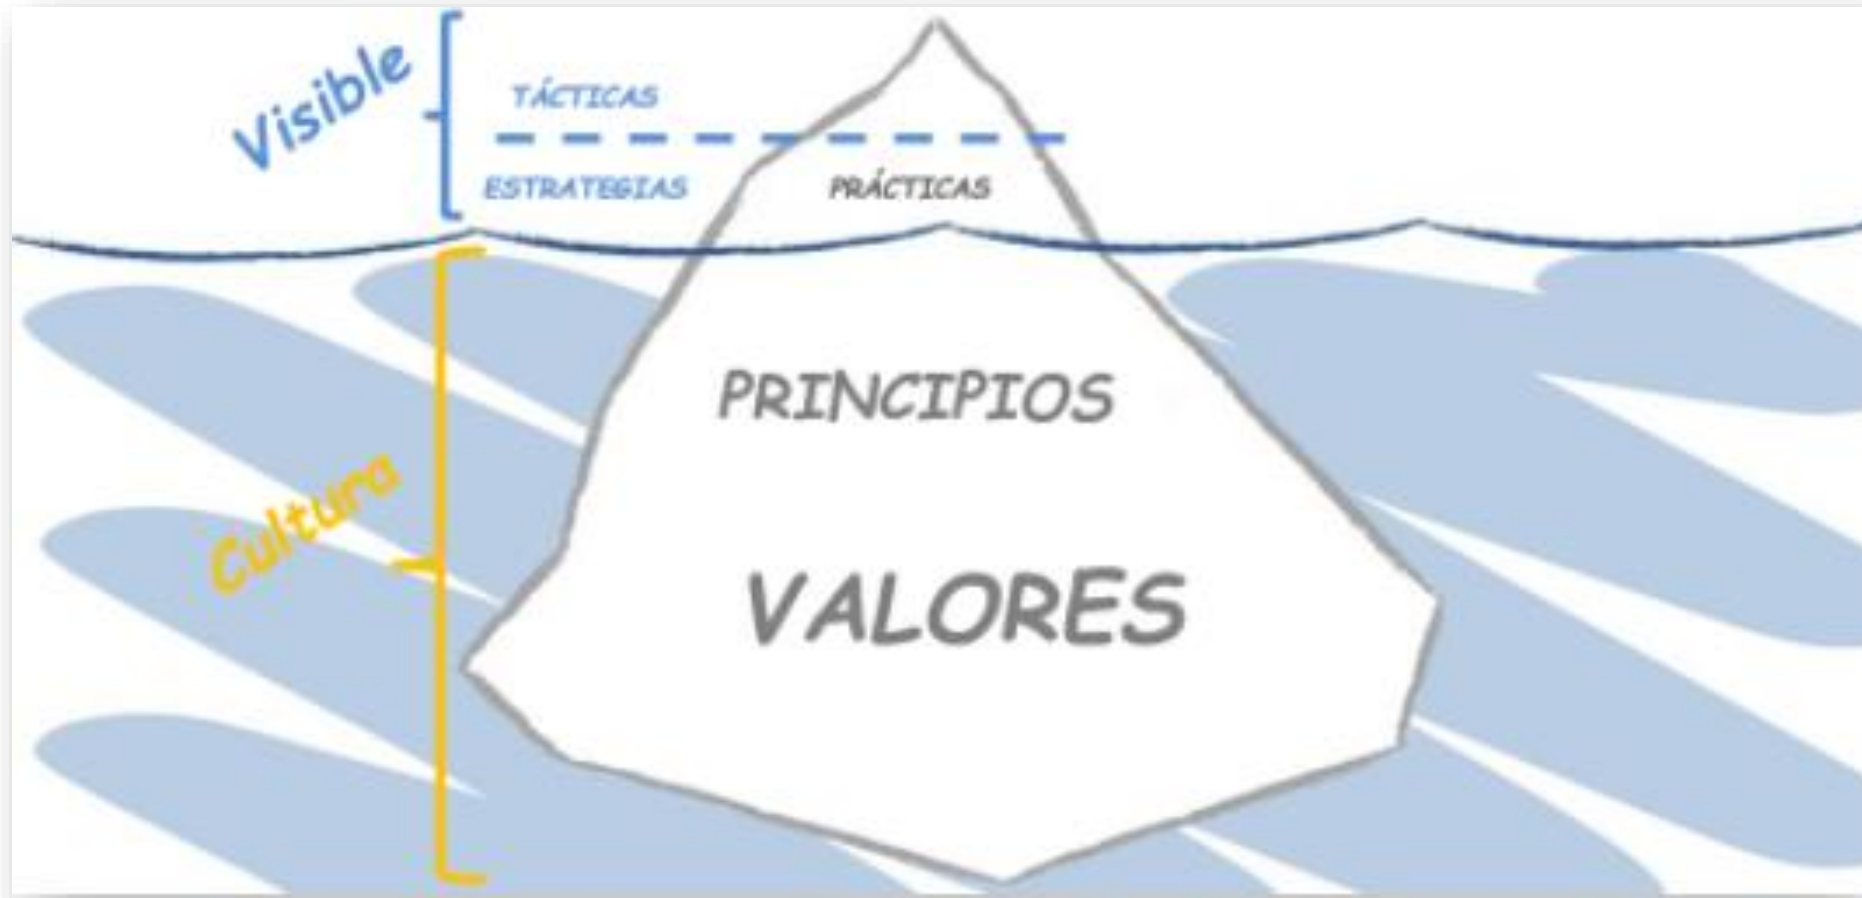 Visible
TÁCTICAS
ESTRATEGIAS
PRÁCTICAS
Cultura
PRINCIPIOS
VALORES